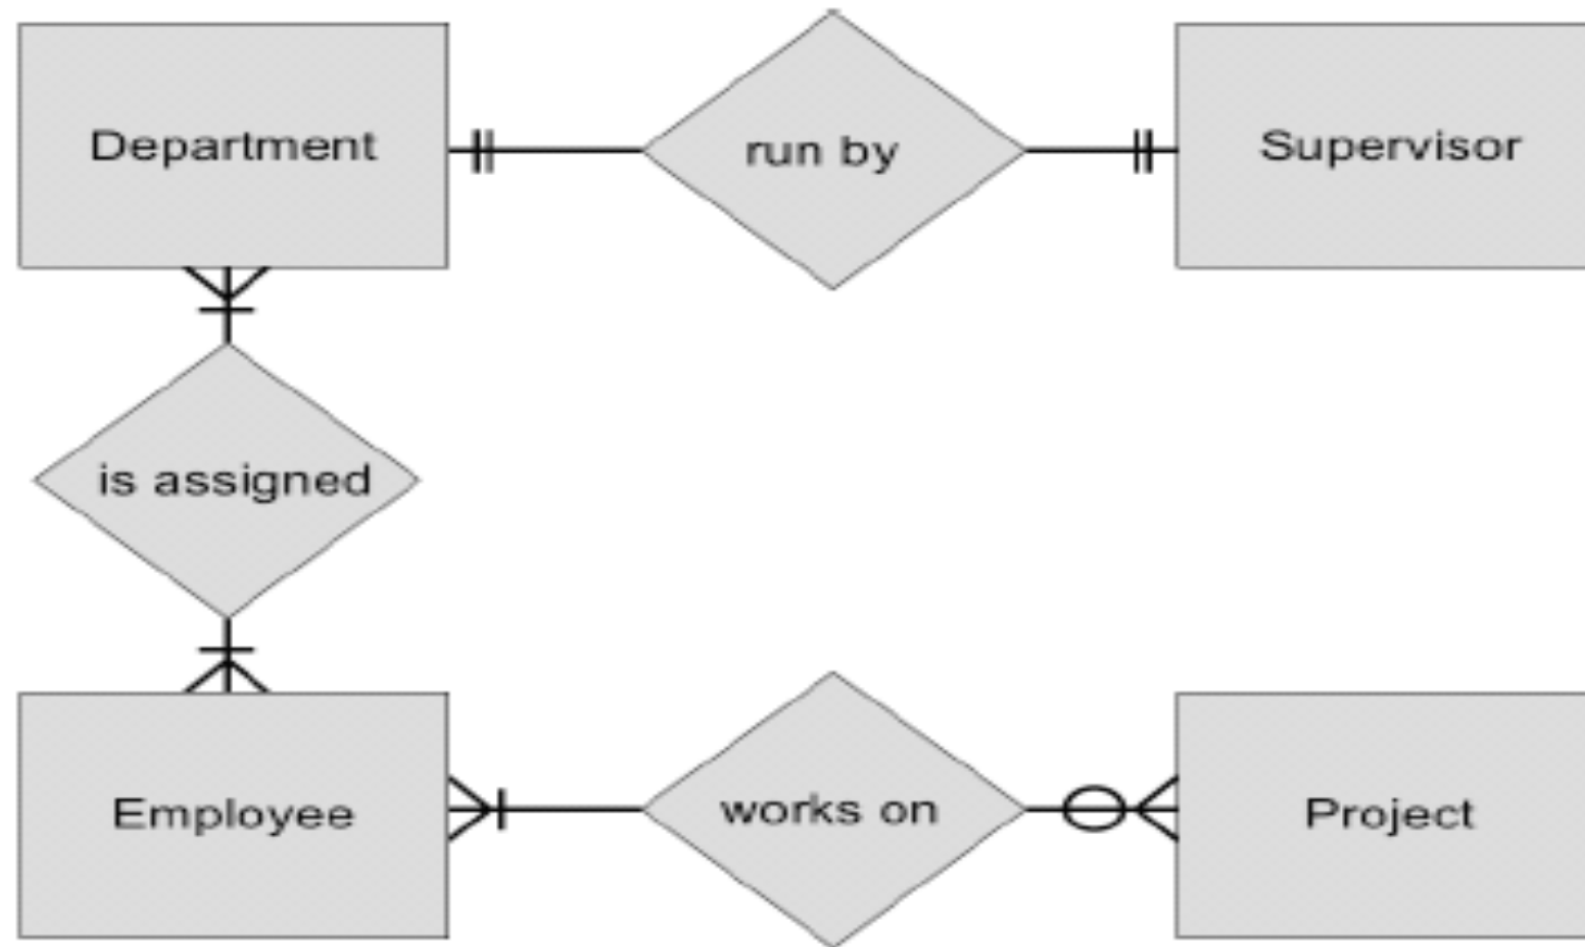 Department
run by
Supervisor
is assigned
Employee
works on
Project